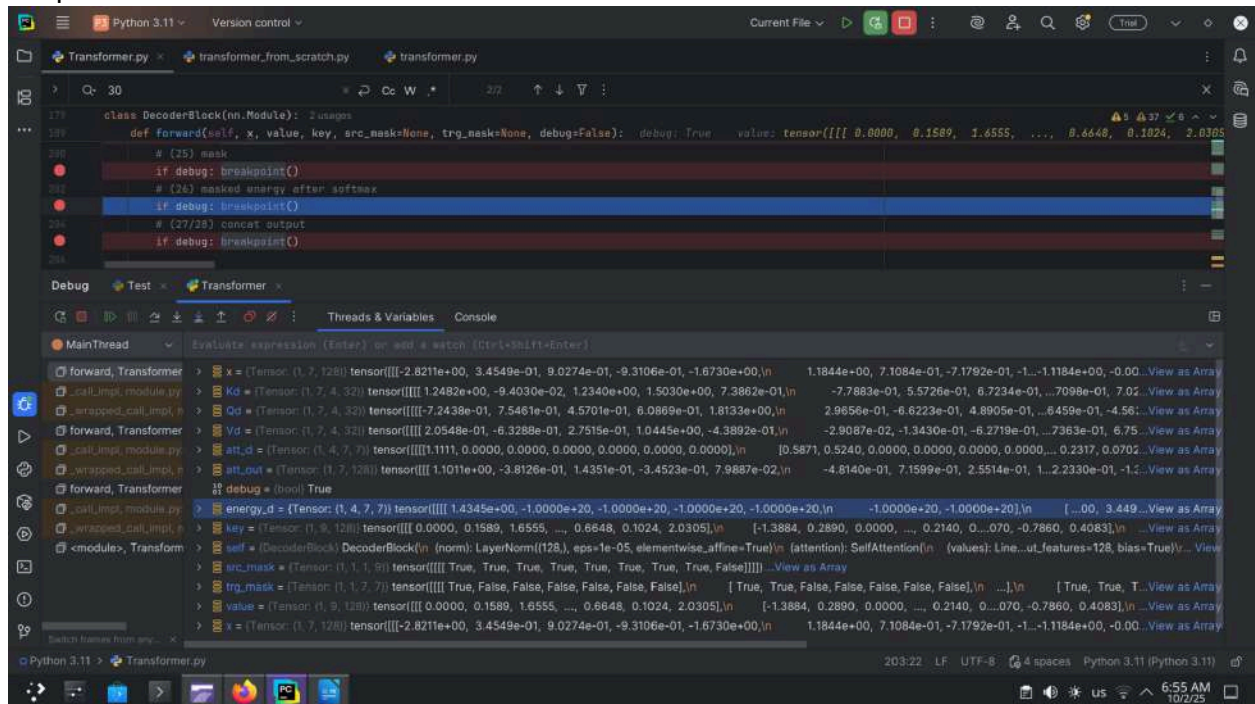 Python 3.11 Version control Current File Trial
Transformer.py transformer_from_scratch.py transformer.py
30 Cc W .* 2/2
179 class DecoderBlock(nn.Module): 2 usages 5 37 6
189 def forward(self, x, value, key, src_mask=None, trg_mask=None, debug=False): debug: True value: tensor([[[ 0.0000, 0.1589, 1.6555, ..., 0.6648, 0.1024, 2.0305
200 # (25) mask
if debug: breakpoint()
202 # (26) masked energy after softmax
if debug: breakpoint()
204 # (27/28) concat output
if debug: breakpoint()
206
Debug Test Transformer
Threads & Variables Console
MainThread Evaluate expression (Enter) or add a watch (Ctrl+Shift+Enter)
forward, Transformer x = {Tensor: (1, 7, 128)} tensor([[[-2.8211e+00, 3.4549e+00, 9.0274e-01, -9.3106e-01, -1.6730e+00,\n 1.1844e+00, 7.1084e-01, -7.1792e-01, -1...-1.1184e+00, -0.00...View as Array
_call_impl, module.py Kd = {Tensor: (1, 7, 4, 32)} tensor([[[[ 1.2482e+00, -9.4030e-02, 1.2340e+00, 1.5030e+00, 7.3862e-01,\n -7.7883e-01, 5.5726e-01, 6.7234e-01, ...7098e-01, 7.02...View as Array
_wrapped_call_impl, n Qd = {Tensor: (1, 7, 4, 32)} tensor([[[[-7.2438e-01, 7.5461e-01, 4.5701e-01, 6.0869e-01, 1.8133e+00,\n 2.9656e-01, -6.6223e-01, 4.8905e-01, ...6459e-01, -4.56...View as Array
forward, Transformer Vd = {Tensor: (1, 7, 4, 32)} tensor([[[[ 2.0548e-01, -6.3288e-01, 2.7515e-01, 1.0445e+00, -4.3892e-01,\n -2.9087e-02, -1.3430e-01, -6.2719e-01, ...7363e-01, 6.75...View as Array
_call_impl, module.py att_d = {Tensor: (1, 4, 7, 7)} tensor([[[[1.1111, 0.0000, 0.0000, 0.0000, 0.0000, 0.0000, 0.0000],\n [0.5871, 0.5240, 0.0000, 0.0000, 0.0000, 0.0000,... 0.2317, 0.0702...View as Array
_wrapped_call_impl, n att_out = {Tensor: (1, 7, 128)} tensor([[[ 1.1011e+00, -3.8126e-01, 1.4351e-01, -3.4523e-01, 7.9887e-02,\n -4.8140e-01, 7.1599e-01, 2.5514e-01, 1...2.2330e-01, -1.2...View as Array
forward, Transformer debug = {bool} True
_call_impl, module.py energy_d = {Tensor: (1, 4, 7, 7)} tensor([[[[ 1.4345e+00, -1.0000e+20, -1.0000e+20, -1.0000e+20, -1.0000e+20,\n -1.0000e+20, -1.0000e+20],\n [ ...00, 3.449...View as Array
_wrapped_call_impl, n key = {Tensor: (1, 9, 128)} tensor([[[ 0.0000, 0.1589, 1.6555, ..., 0.6648, 0.1024, 2.0305],\n [-1.3884, 0.2890, 0.0000, ..., 0.2140, 0...070, -0.7860, 0.4083],\n ...View as Array
<module>, Transform self = {DecoderBlock} DecoderBlock(\n (norm): LayerNorm((128,), eps=1e-05, elementwise_affine=True)\n (attention): SelfAttention(\n (values): Line...ut_features=128, bias=True)\n... View
src_mask = {Tensor: (1, 1, 1, 9)} tensor([[[[ True, True, True, True, True, True, True, True, False]]]])...View as Array
trg_mask = {Tensor: (1, 1, 7, 7)} tensor([[[[ True, False, False, False, False, False, False],\n [ True, True, False, False, False, False, False],\n ...],\n [ True, True, T...View as Array
value = {Tensor: (1, 9, 128)} tensor([[[ 0.0000, 0.1589, 1.6555, ..., 0.6648, 0.1024, 2.0305],\n [-1.3884, 0.2890, 0.0000, ..., 0.2140, 0...070, -0.7860, 0.4083],\n ...View as Array
Switch frames from any... x = {Tensor: (1, 7, 128)} tensor([[[-2.8211e+00, 3.4549e+00, 9.0274e-01, -9.3106e-01, -1.6730e+00,\n 1.1844e+00, 7.1084e-01, -7.1792e-01, -1...-1.1184e+00, -0.00...View as Array
Python 3.11 > Transformer.py 203:22 LF UTF-8 4 spaces Python 3.11 (Python 3.11)
us 6:55 AM
10/2/25